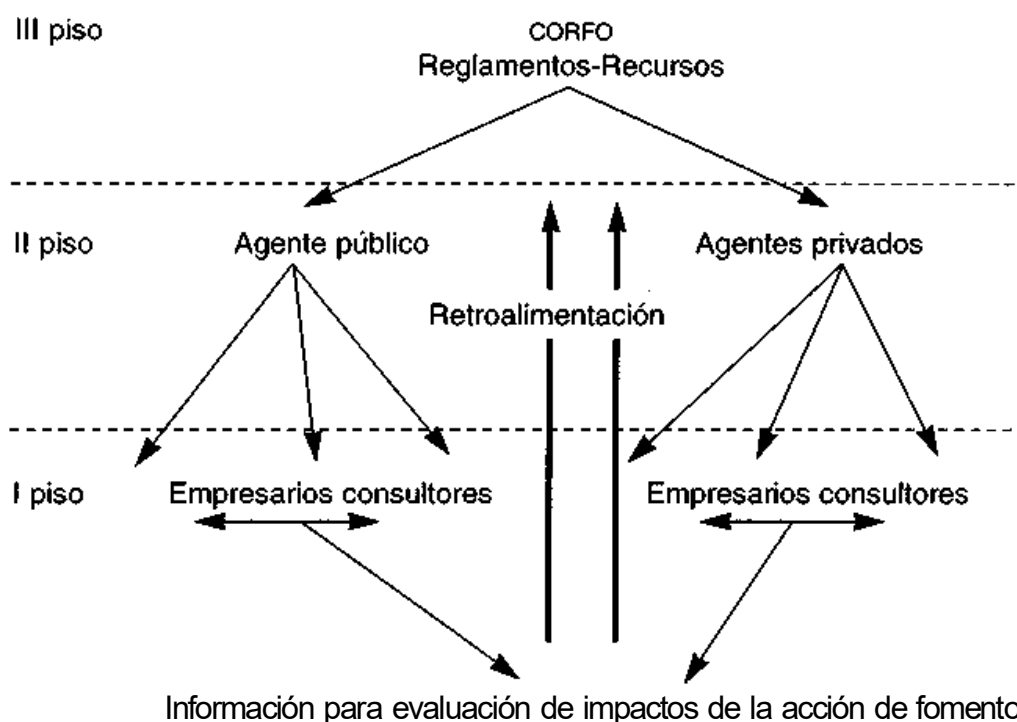 III piso
CORFO
Reglamentos-Recursos
II piso
Agente público
Agentes privados
Retroalimentación
I piso
Empresarios consultores
Empresarios consultores
Información para evaluación de impactos de la acción de fomento